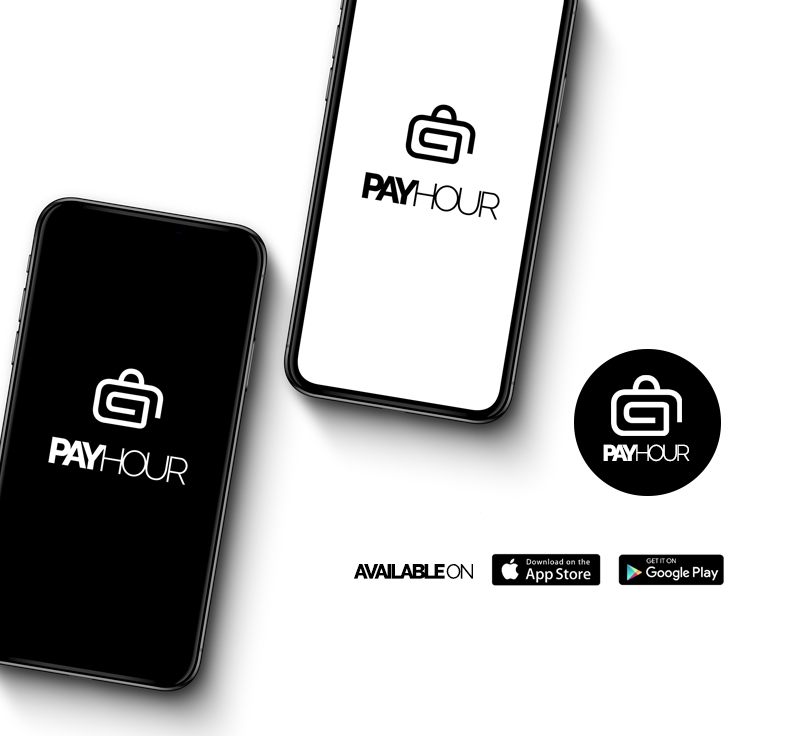 PAYHOUR
PAYHOUR
PAYHOUR
AVAILABLE ON
Download on the
App Store
GET IT ON
Google Play